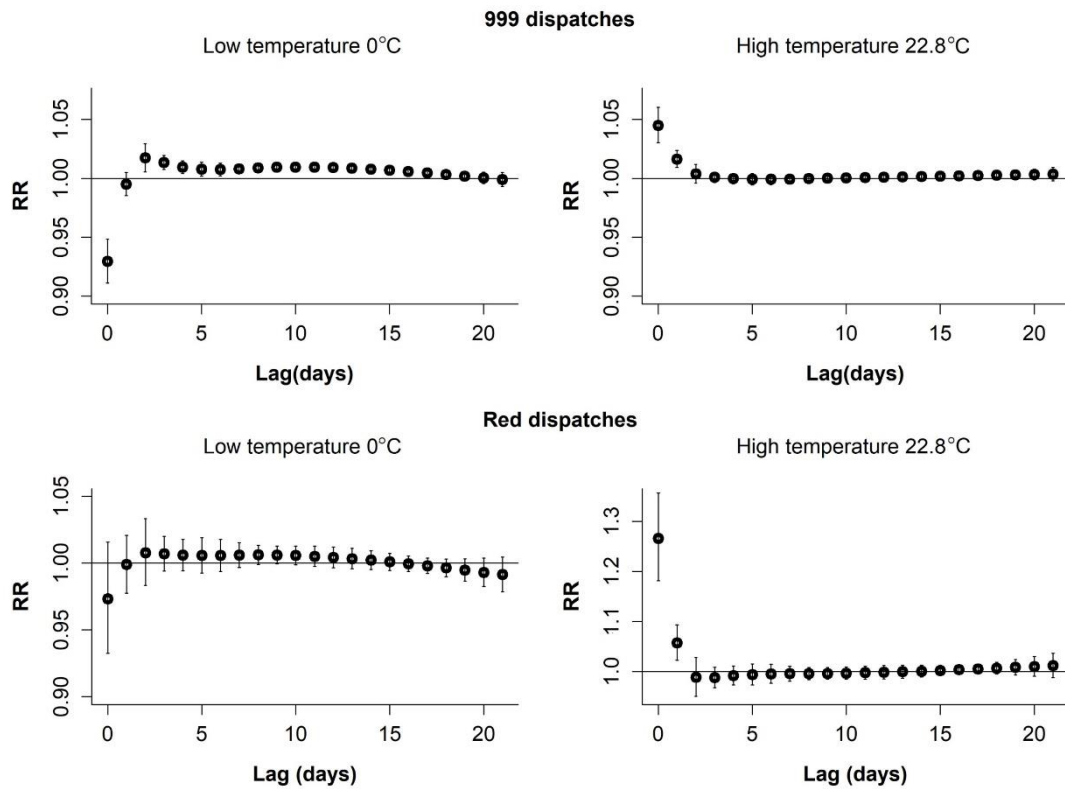 999 dispatches
Low temperature 0°C
High temperature 22.8°C
RR
1.05
1.00
0.95
0.90
0 5 10 15 20
Lag(days)
RR
1.05
1.00
0.95
0.90
0 5 10 15 20
Lag(days)
Red dispatches
Low temperature 0°C
High temperature 22.8°C
RR
1.05
1.00
0.95
0.90
0 5 10 15 20
Lag (days)
RR
1.3
1.2
1.1
1.0
0 5 10 15 20
Lag (days)